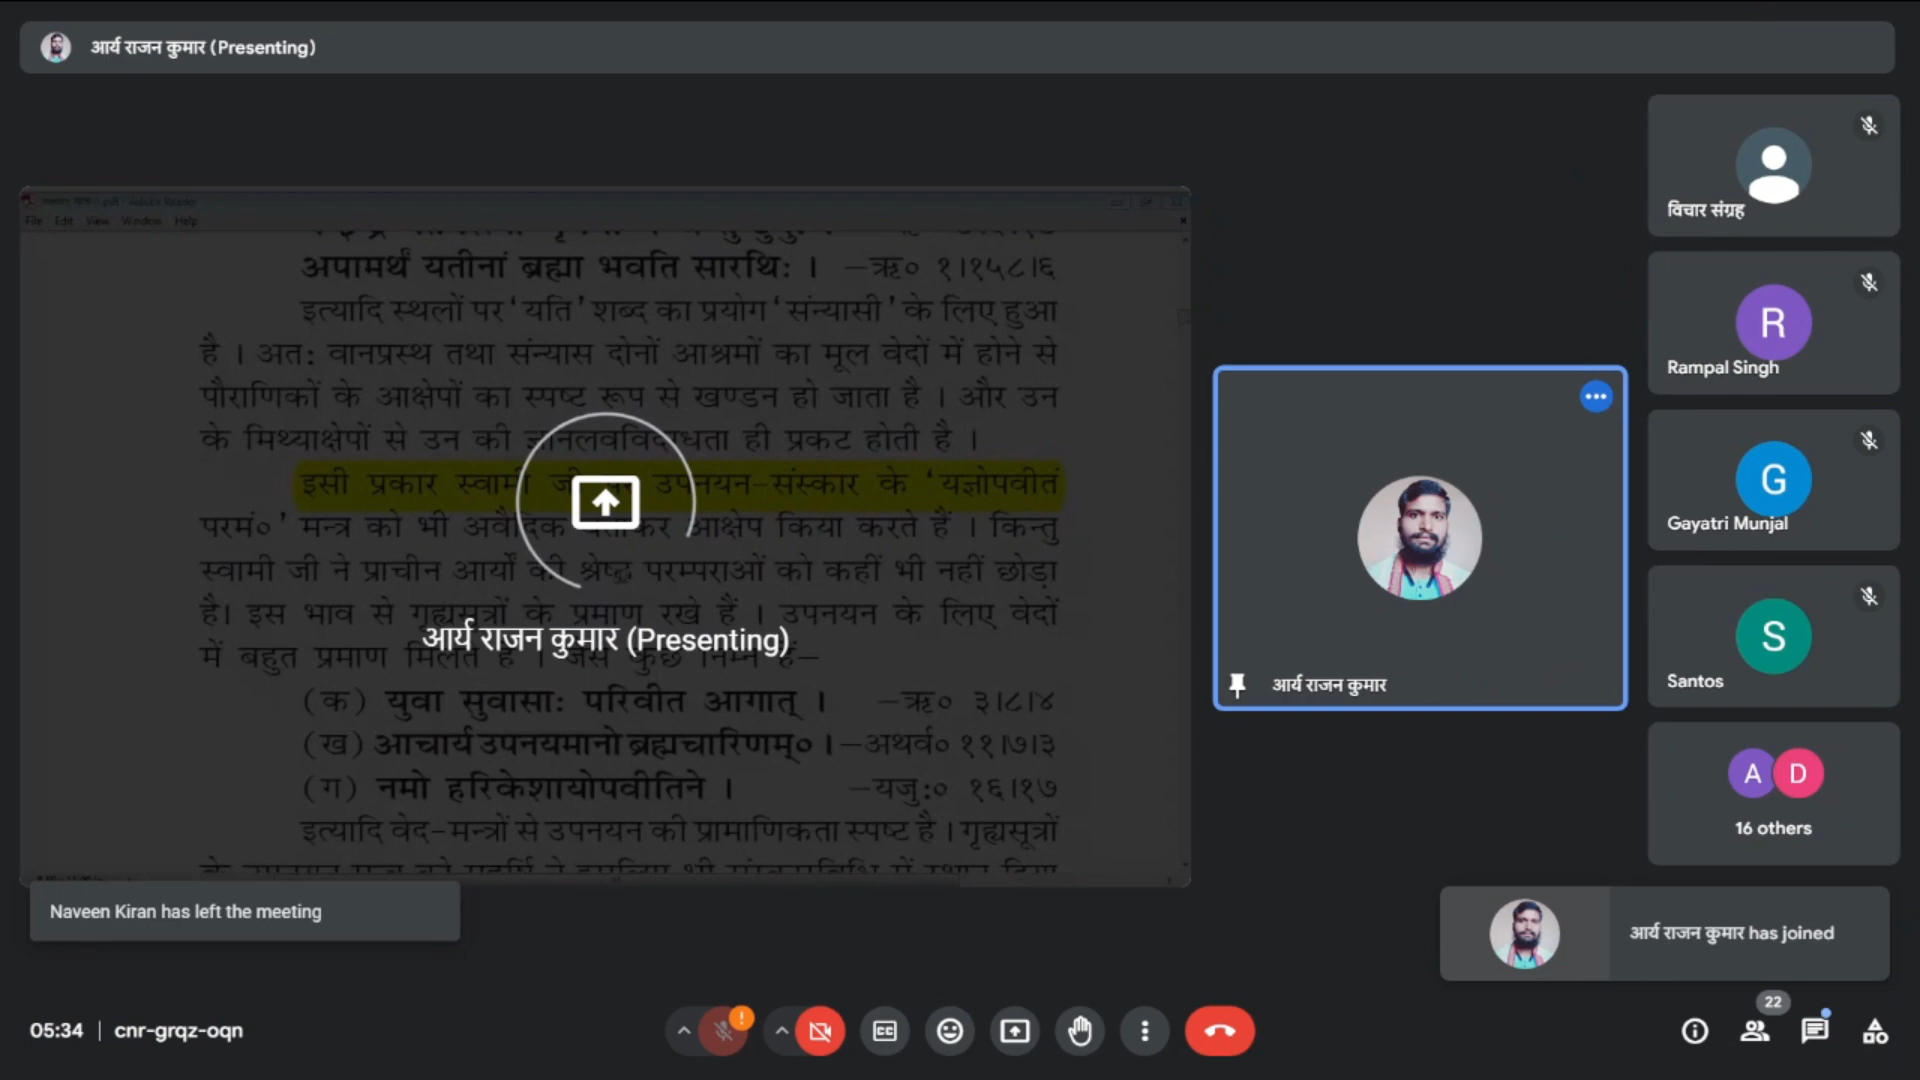 आर्य राजन कुमार (Presenting)
File Edit View Window Help
अपामर्थं यतीनां ब्रह्मा भवति सारथिः । –ऋ० १।१५८।६
इत्यादि स्थलों पर ‘यति’ शब्द का प्रयोग ‘संन्यासी’ के लिए हुआ
है । अतः वानप्रस्थ तथा संन्यास दोनों आश्रमों का मूल वेदों में होने से
पौराणिकों के आक्षेपों का स्पष्ट रूप से खण्डन हो जाता है । और उन
के मिथ्याक्षेपों से उन की ज्ञानलवविदग्धता ही प्रकट होती है ।
इसी प्रकार स्वामी उपनयन-संस्कार के ‘यज्ञोपवीतं
परमं०’ मन्त्र को भी अवैदिक बताकर आक्षेप किया करते हैं । किन्तु
स्वामी जी ने प्राचीन आर्यों की श्रेष्ठ परम्पराओं को कहीं भी नहीं छोड़ा
है। इस भाव से गृह्यसूत्रों के प्रमाण रखे हैं । उपनयन के लिए वेदों
में बहुत प्रमाण मिलते हैं । जैसे कुछ निम्न हैं–
आर्य राजन कुमार (Presenting)
(क) युवा सुवासाः परिवीत आगात् । –ऋ० ३।८।४
(ख) आचार्य उपनयमानो ब्रह्मचारिणम्० । –अथर्व० ११।७।३
(ग) नमो हरिकेशायोपवीतिने । –यजुः० १६।१७
इत्यादि वेद-मन्त्रों से उपनयन की प्रामाणिकता स्पष्ट है । गृह्यसूत्रों
आर्य राजन कुमार
विचार संग्रह
R
Rampal Singh
G
Gayatri Munjal
S
Santos
A D
16 others
Naveen Kiran has left the meeting
आर्य राजन कुमार has joined
05:34 | cnr-grqz-oqn
CC
22